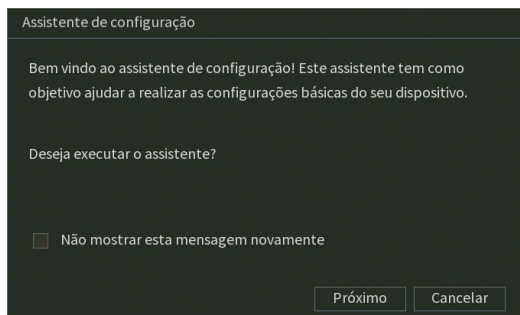 Assistente de configuração
Bem vindo ao assistente de configuração! Este assistente tem como
objetivo ajudar a realizar as configurações básicas do seu dispositivo.
Deseja executar o assistente?
Não mostrar esta mensagem novamente
Próximo Cancelar